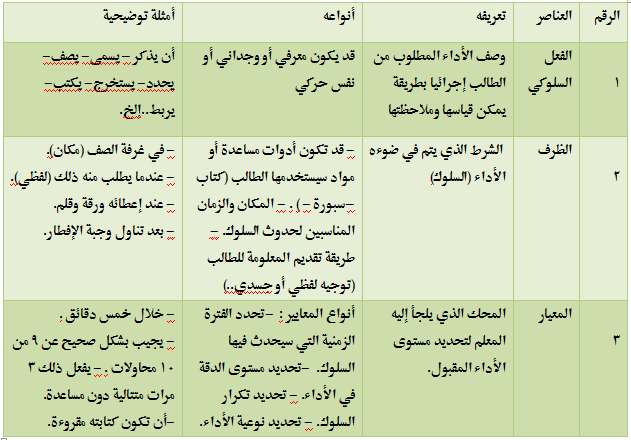 الرقم العناصر تعريفه أنواعه أمثلة توضيحية
١
الفعل
السلوكي
وصف الأداء المطلوب من
الطالب إجرائيا بطريقة
يمكن قياسها وملاحظتها
قد يكون معرفي أو وجداني أو
نفس حركي
أن يذكر – يسمي – يصف –
يحدد – يستخرج – يكتب –
يربط..الخ.
٢
الظرف
الشرط الذي يتم في ضوءه
الأداء (السلوك)
– قد تكون أدوات مساعدة أو
مواد سيستخدمها الطالب (كتاب
–سبورة – ) . – المكان والزمان
المناسبين لحدوث السلوك. –
طريقة تقديم المعلومة للطالب
(توجيه لفظي أو جسدي..)
– في غرفة الصف (مكان).
– عندما يطلب منه ذلك (لفظي).
– عند إعطائه ورقة وقلم.
– بعد تناول وجبة الإفطار.
٣
المعيار
المحك الذي يلجأ إليه
المعلم لتحديد مستوى
الأداء المقبول.
أنواع المعايير : –تحدد الفترة
الزمنية التي سيحدث فيها
السلوك. –تحديد مستوى الدقة
في الأداء. – تحديد تكرار
السلوك. – تحديد نوعية الأداء.
– خلال خمس دقائق .
– يجيب بشكل صحيح عن ٩ من
١٠ محاولات . – يفعل ذلك ٣
مرات متتالية دون مساعدة.
–أن تكون كتابته مقروءة.